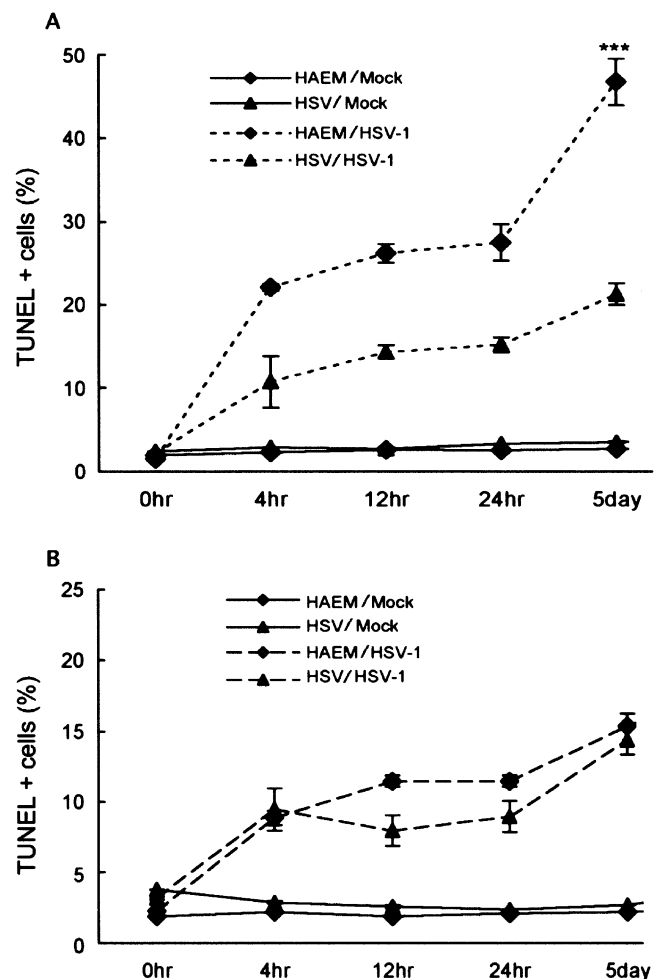 A
***
50
HAEM/Mock
HSV/Mock
HAEM/HSV-1
HSV/HSV-1
40
30
20
10
0
TUNEL + cells (%)
0hr 4hr 12hr 24hr 5day
B
25
HAEM/Mock
HSV/Mock
HAEM/HSV-1
HSV/HSV-1
20
15
10
5
0
TUNEL + cells (%)
0hr 4hr 12hr 24hr 5day